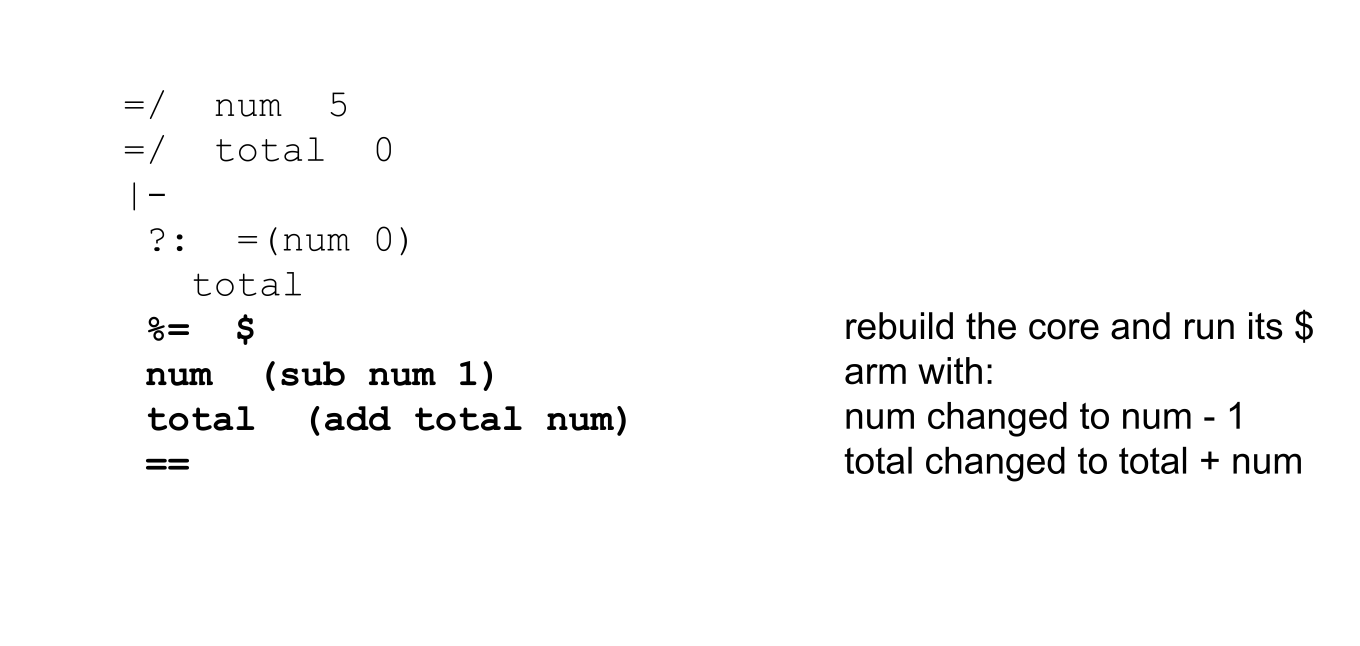 =/  num  5
=/  total  0
|-
?:  =(num 0)
total
%=  $
num  (sub num 1)
total  (add total num)
==
rebuild the core and run its $
arm with:
num changed to num - 1
total changed to total + num